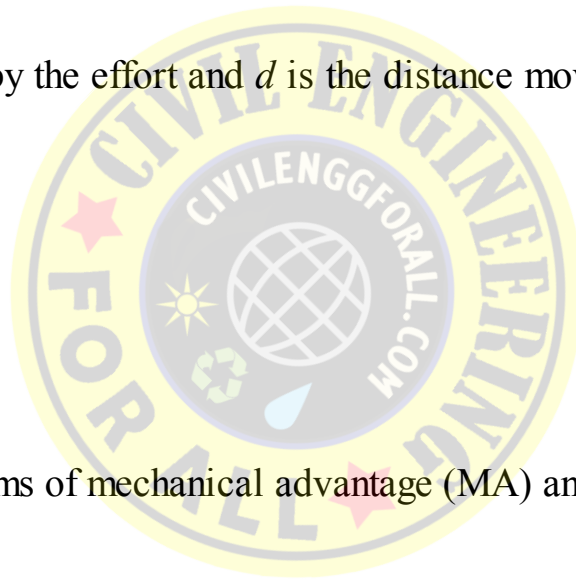 by the effort and d is the distance mov
CIVIL ENGINEERING
CIVILENGGFORALL.COM
FOR ALL
ms of mechanical advantage (MA) an